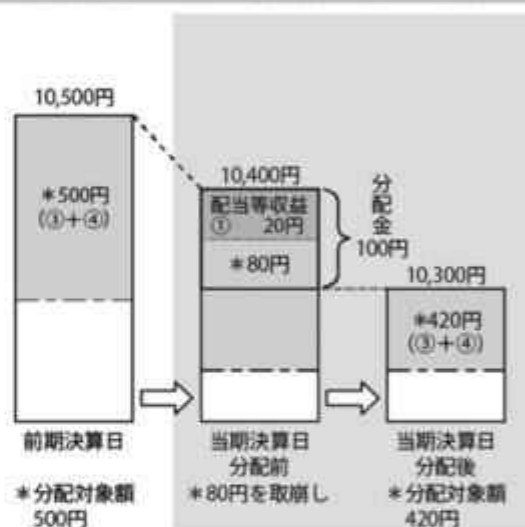 10,500円
*500円
(③+④)
前期決算日
*分配対象額
500円
10,400円
配当等収益
① 20円
*80円
分配金
100円
当期決算日
分配前
*80円を取崩し
10,300円
*420円
(③+④)
当期決算日
分配後
*分配対象額
420円